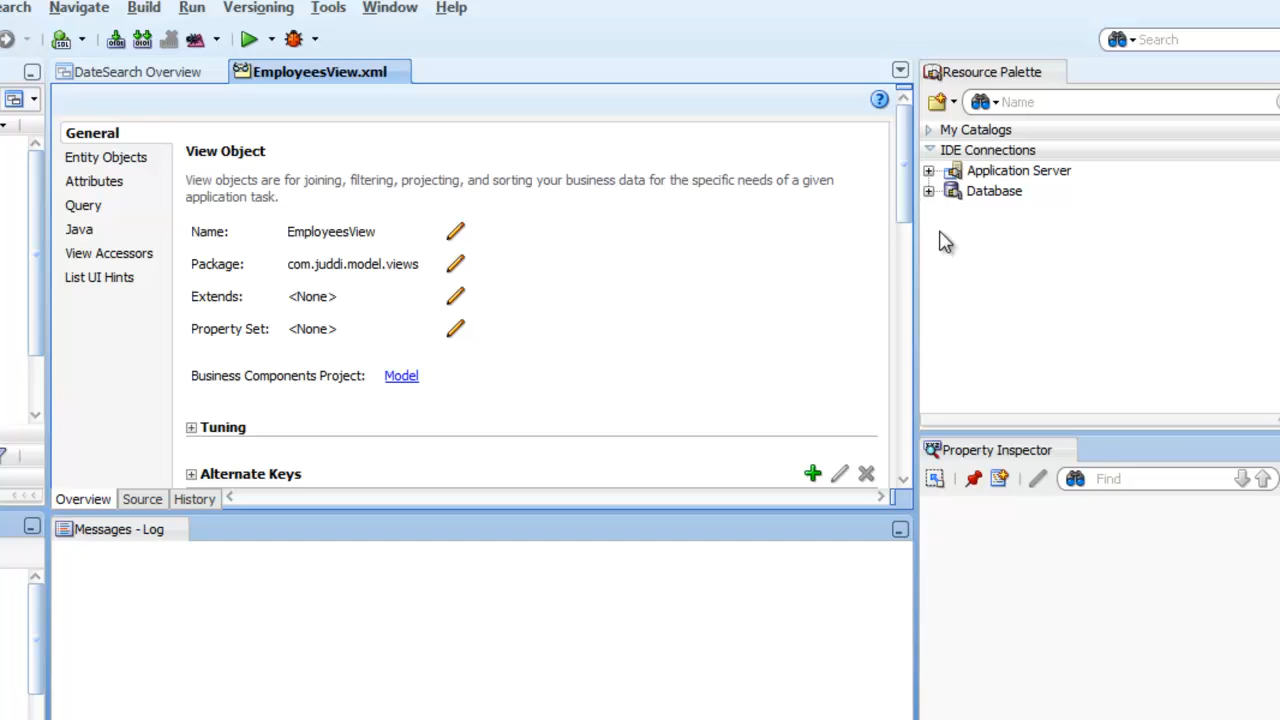 earch Navigate Build Run Versioning Tools Window Help
Search
DateSearch Overview
EmployeesView.xml
General
Entity Objects
Attributes
Query
Java
View Accessors
List UI Hints
View Object
View objects are for joining, filtering, projecting, and sorting your business data for the specific needs of a given
application task.
Name: EmployeesView
Package: com.juddi.model.views
Extends: <None>
Property Set: <None>
Business Components Project: Model
Tuning
Alternate Keys
Overview Source History
Messages - Log
Resource Palette
Name
My Catalogs
IDE Connections
Application Server
Database
Property Inspector
Find